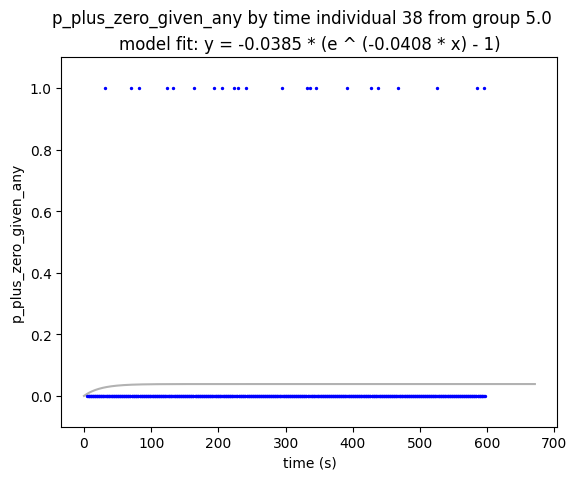 p_plus_zero_given_any by time individual 38 from group 5.0
model fit: y = -0.0385 * (e ^ (-0.0408 * x) - 1)
p_plus_zero_given_any
1.0
0.8
0.6
0.4
0.2
0.0
0 100 200 300 400 500 600 700
time (s)